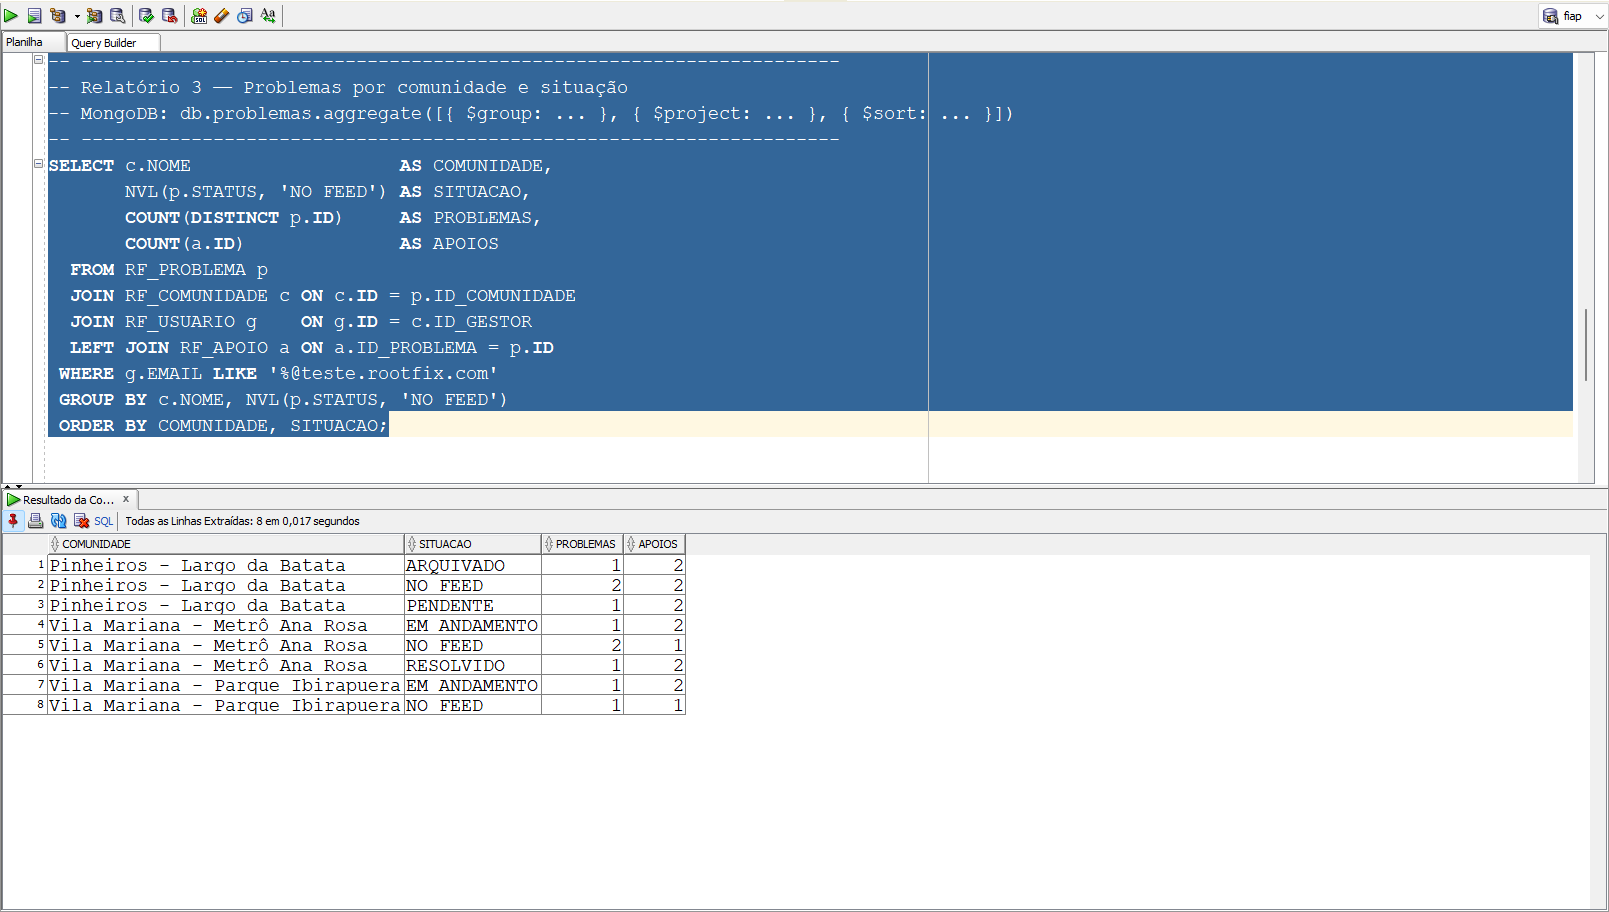 fiap
Planilha
Query Builder
-- ---------------------------------------------------------------------
-- Relatório 3 —— Problemas por comunidade e situação
-- MongoDB: db.problemas.aggregate([{ $group: ... }, { $project: ... }, { $sort: ... }])
-- ---------------------------------------------------------------------
SELECT c.NOME AS COMUNIDADE,
NVL(p.STATUS, 'NO FEED') AS SITUACAO,
COUNT(DISTINCT p.ID) AS PROBLEMAS,
COUNT(a.ID) AS APOIOS
FROM RF_PROBLEMA p
JOIN RF_COMUNIDADE c ON c.ID = p.ID_COMUNIDADE
JOIN RF_USUARIO g ON g.ID = c.ID_GESTOR
LEFT JOIN RF_APOIO a ON a.ID_PROBLEMA = p.ID
WHERE g.EMAIL LIKE '%@teste.rootfix.com'
GROUP BY c.NOME, NVL(p.STATUS, 'NO FEED')
ORDER BY COMUNIDADE, SITUACAO;
Resultado da Co... x
SQL Todas as Linhas Extraídas: 8 em 0,017 segundos
COMUNIDADE SITUACAO PROBLEMAS APOIOS
1 Pinheiros - Largo da Batata ARQUIVADO 1 2
2 Pinheiros - Largo da Batata NO FEED 2 2
3 Pinheiros - Largo da Batata PENDENTE 1 2
4 Vila Mariana - Metrô Ana Rosa EM ANDAMENTO 1 2
5 Vila Mariana - Metrô Ana Rosa NO FEED 2 1
6 Vila Mariana - Metrô Ana Rosa RESOLVIDO 1 2
7 Vila Mariana - Parque Ibirapuera EM ANDAMENTO 1 2
8 Vila Mariana - Parque Ibirapuera NO FEED 1 1